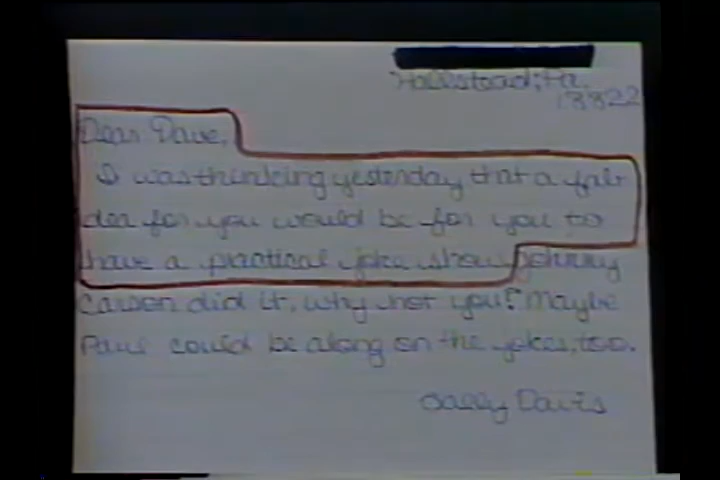 Hallstead, Pa.
18822
Dear Dave,
I was thinking yesterday that a fab
idea for you would be for you to
have a practical joke show, Johnny
Carson did it, why not you? Maybe
Paul could be along on the jokes, too.
Sally Davis